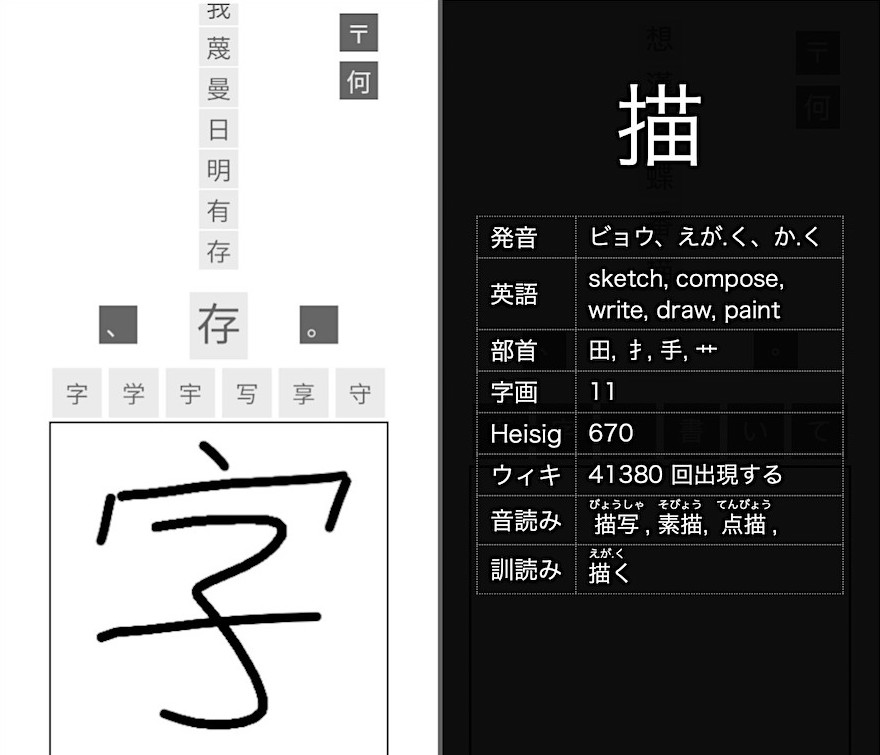 我
蔑
曼
日
明
有
存
〒
何
、 存 。
字 学 宇 写 享 守
字
描
発音 ビョウ、えが.く、か.く
英語 sketch, compose,
write, draw, paint
部首 田, 扌, 手, 艹
字画 11
Heisig 670
ウィキ 41380 回出現する
びょうしゃ そびょう てんびょう
音読み 描写 , 素描, 点描 ,
えが.く
訓読み 描く